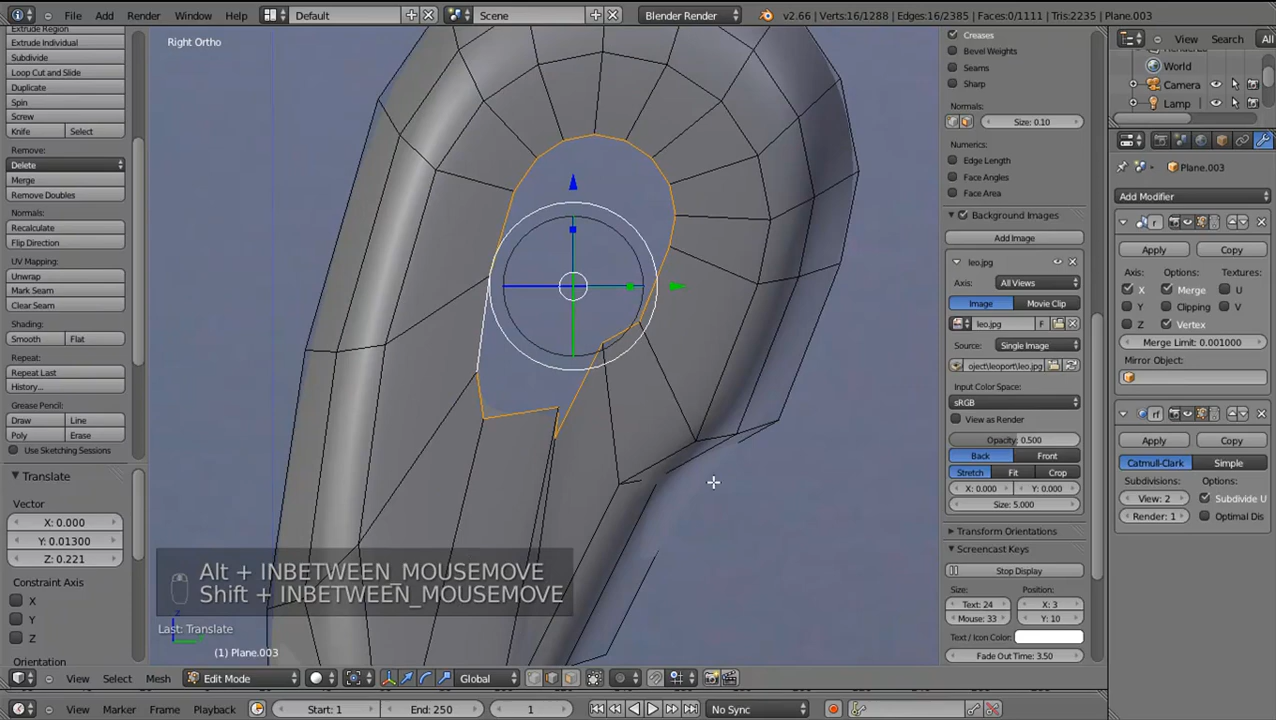 File Add Render Window Help Default Scene Blender Render v2.66 | Verts:16/1288 | Edges:16/2385 | Faces:0/1111 | Tris:2235 | Plane.003
Right Ortho
Extrude Region
Extrude Individual
Subdivide
Loop Cut and Slide
Duplicate
Spin
Screw
Knife Select
Remove:
Delete
Merge
Remove Doubles
Normals:
Recalculate
Flip Direction
UV Mapping:
Unwrap
Mark Seam
Clear Seam
Shading:
Smooth Flat
Repeat:
Repeat Last
History...
Grease Pencil:
Draw Line
Poly Erase
Use Sketching Sessions
Translate
Vector
X: 0.000
Y: 0.01300
Z: 0.221
Constraint Axis
X
Y
Z
Orientation
Alt + INBETWEEN_MOUSEMOVE
Shift + INBETWEEN_MOUSEMOVE
Last: Translate
(1) Plane.003
Creases
Bevel Weights
Seams
Sharp
Normals:
Size: 0.10
Numerics:
Edge Length
Face Angles
Face Area
Background Images
Add Image
leo.jpg
Axis: All Views
Image Movie Clip
leo.jpg F
Source: Single Image
oject\leoport\leo.jpg
Input Color Space:
sRGB
View as Render
Opacity: 0.500
Back Front
Stretch Fit Crop
X: 0.000 Y: 0.000
Size: 5.000
Transform Orientations
Screencast Keys
Stop Display
Size: Position:
Text: 24 X: 3
Mouse: 33 Y: 10
Text / Icon Color:
Fade Out Time: 3.50
View Search All
World
Camera
Lamp
Plane.003
Add Modifier
Apply Copy
Axis: Options: Textures:
X Merge U
Y Clipping V
Z Vertex
Merge Limit: 0.001000
Mirror Object:
Apply Copy
Catmull-Clark Simple
Subdivisions: Options:
View: 2 Subdivide U
Render: 1 Optimal Dis
View Select Mesh Edit Mode Global
View Marker Frame Playback Start: 1 End: 250 1 No Sync